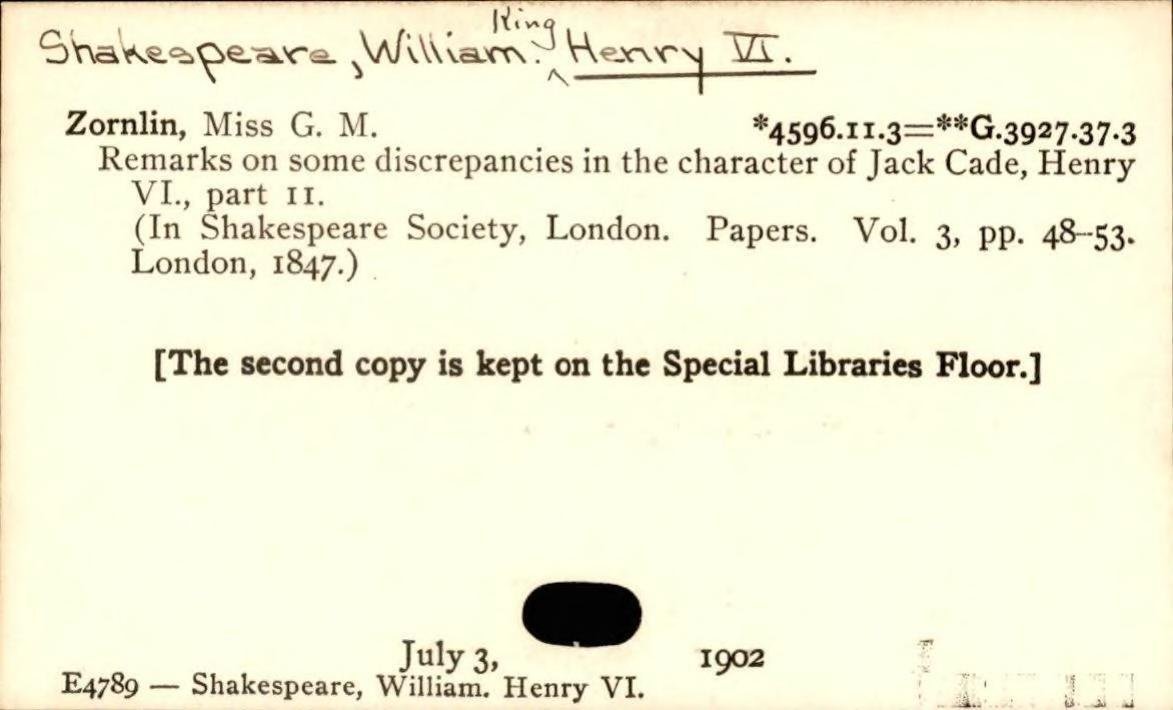 Shakespeare, William. King Henry VI.
Zornlin, Miss G. M. *4596.11.3=**G.3927.37.3
Remarks on some discrepancies in the character of Jack Cade, Henry
VI., part II.
(In Shakespeare Society, London. Papers. Vol. 3, pp. 48-53.
London, 1847.)
[The second copy is kept on the Special Libraries Floor.]
July 3, 1902
E4789 — Shakespeare, William. Henry VI.